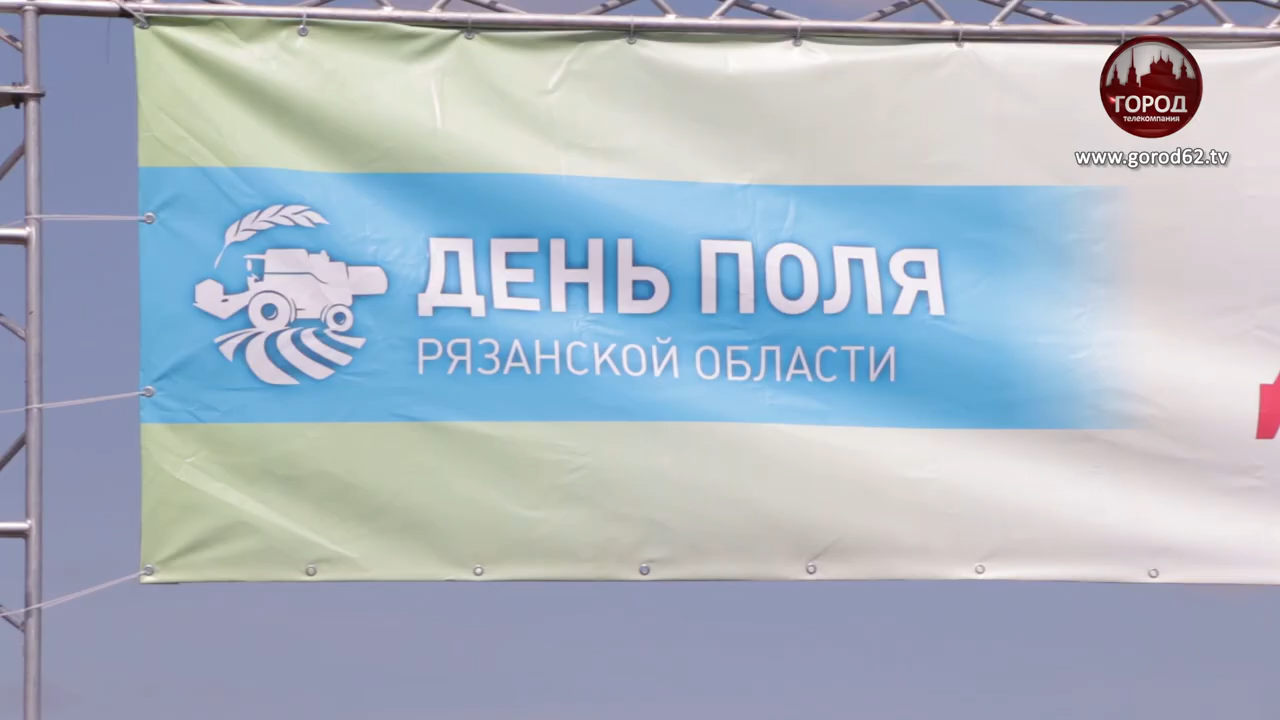 ГОРОД
телекомпания
www.gorod62.tv
ДЕНЬ ПОЛЯ
РЯЗАНСКОЙ ОБЛАСТИ